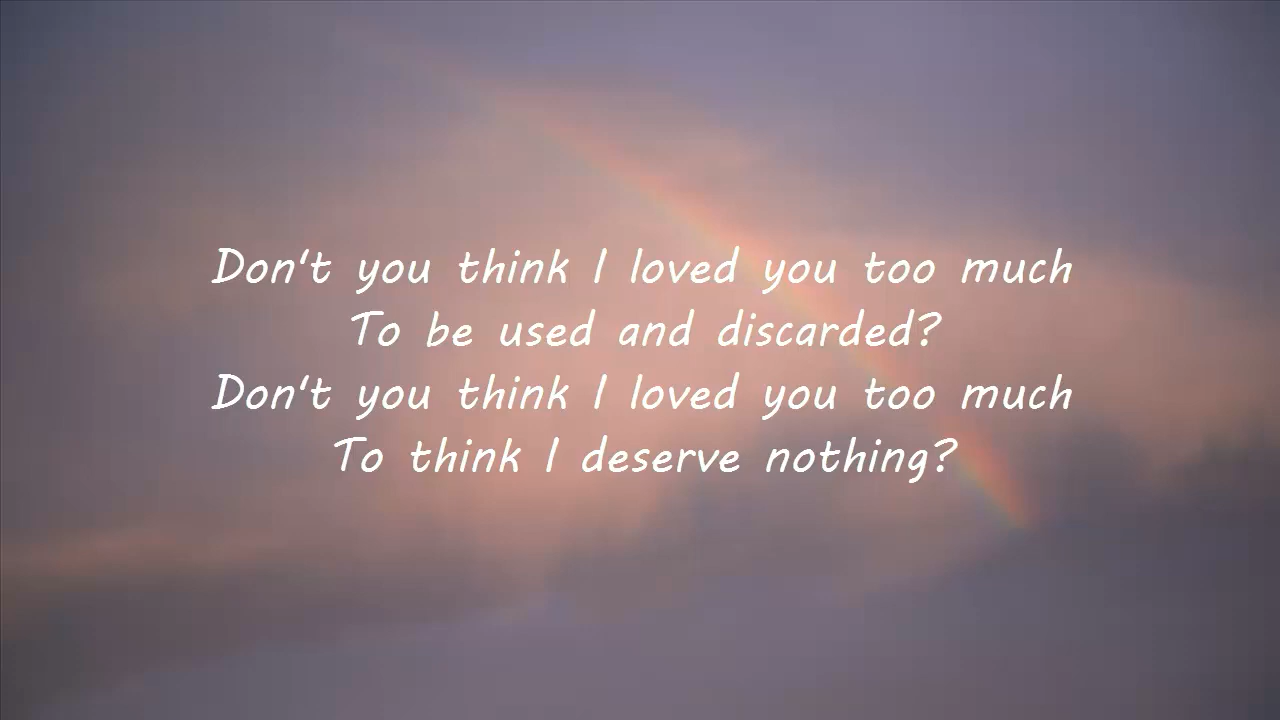 Don't you think I loved you too much
To be used and discarded?
Don't you think I loved you too much
To think I deserve nothing?